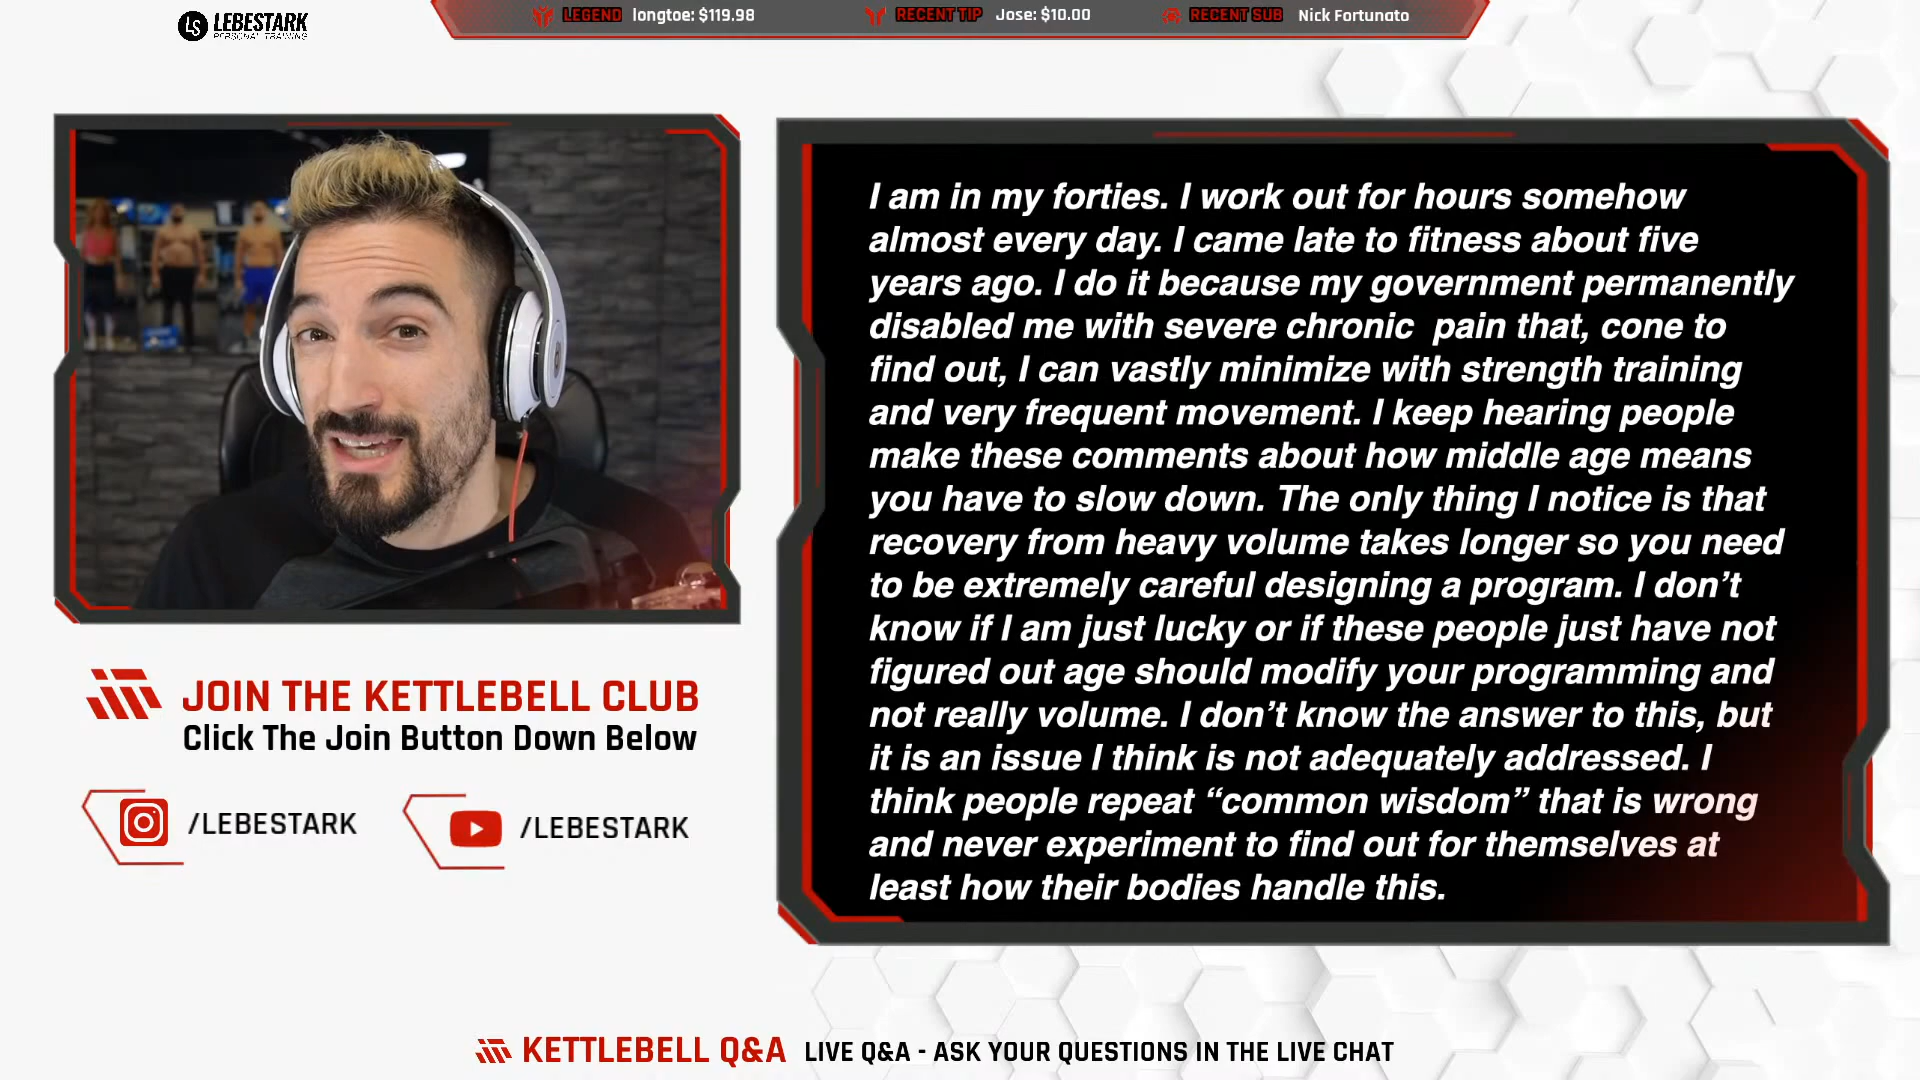 LEBESTARK
PERSONAL TRAINING
LEGEND longtoe: $119.98
RECENT TIP Jose: $10.00
RECENT SUB Nick Fortunato
I am in my forties. I work out for hours somehow
almost every day. I came late to fitness about five
years ago. I do it because my government permanently
disabled me with severe chronic  pain that, cone to
find out, I can vastly minimize with strength training
and very frequent movement. I keep hearing people
make these comments about how middle age means
you have to slow down. The only thing I notice is that
recovery from heavy volume takes longer so you need
to be extremely careful designing a program. I don’t
know if I am just lucky or if these people just have not
figured out age should modify your programming and
not really volume. I don’t know the answer to this, but
it is an issue I think is not adequately addressed. I
think people repeat “common wisdom” that is wrong
and never experiment to find out for themselves at
least how their bodies handle this.
JOIN THE KETTLEBELL CLUB
Click The Join Button Down Below
/LEBESTARK
/LEBESTARK
KETTLEBELL Q&A LIVE Q&A - ASK YOUR QUESTIONS IN THE LIVE CHAT